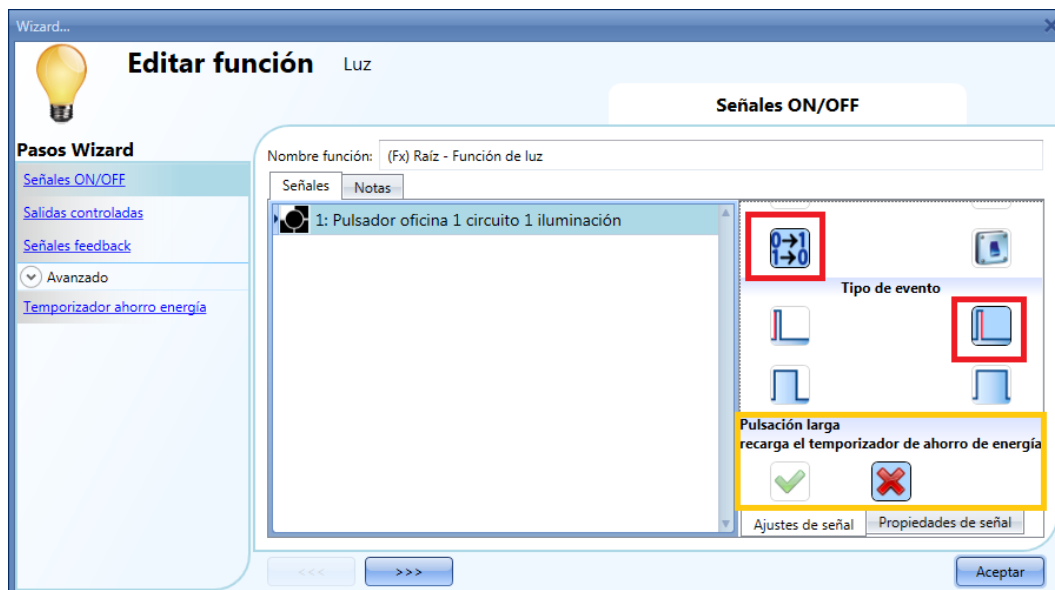 Wizard...
Editar función Luz
Señales ON/OFF
Pasos Wizard
Señales ON/OFF
Salidas controladas
Señales feedback
Avanzado
Temporizador ahorro energía
Nombre función: (Fx) Raíz - Función de luz
Señales Notas
1: Pulsador oficina 1 circuito 1 iluminación
0→1
1→0
Tipo de evento
Pulsación larga
recarga el temporizador de ahorro de energía
Ajustes de señal Propiedades de señal
<<< >>> Aceptar